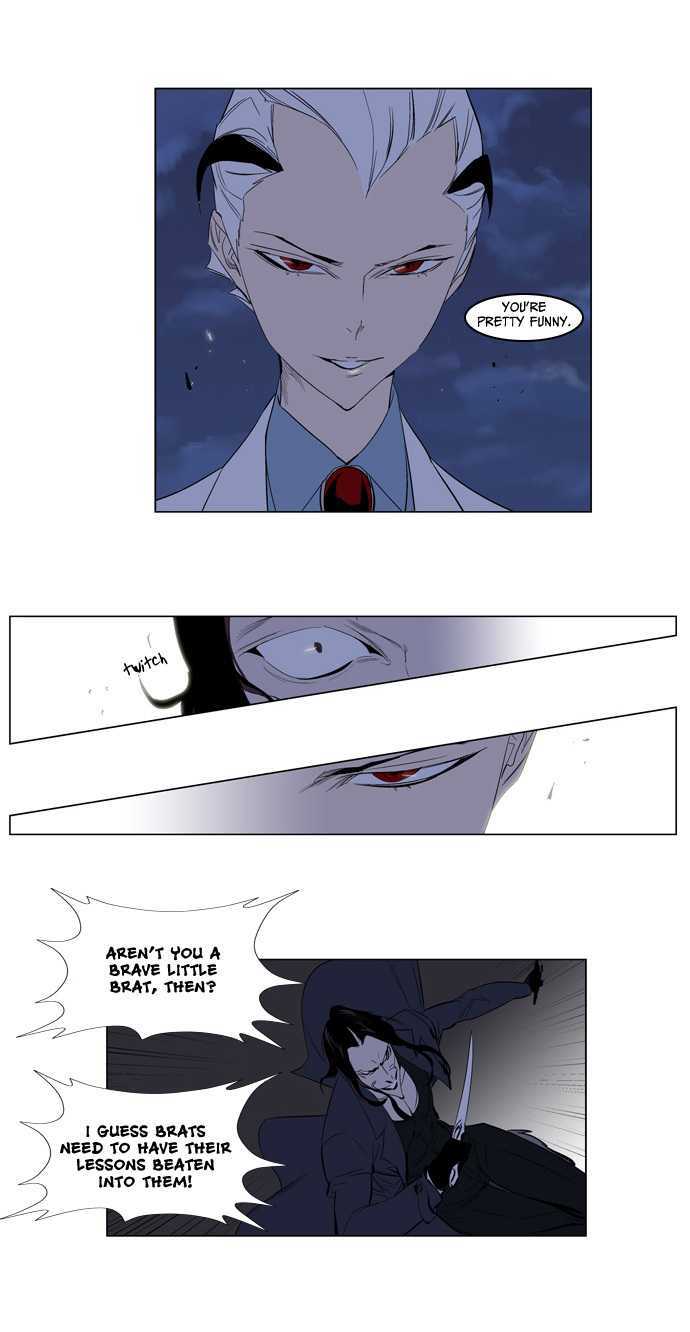 YOU'RE
PRETTY FUNNY.
twitch
AREN'T YOU A
BRAVE LITTLE
BRAT, THEN?
I GUESS BRATS
NEED TO HAVE THEIR
LESSONS BEATEN
INTO THEM!